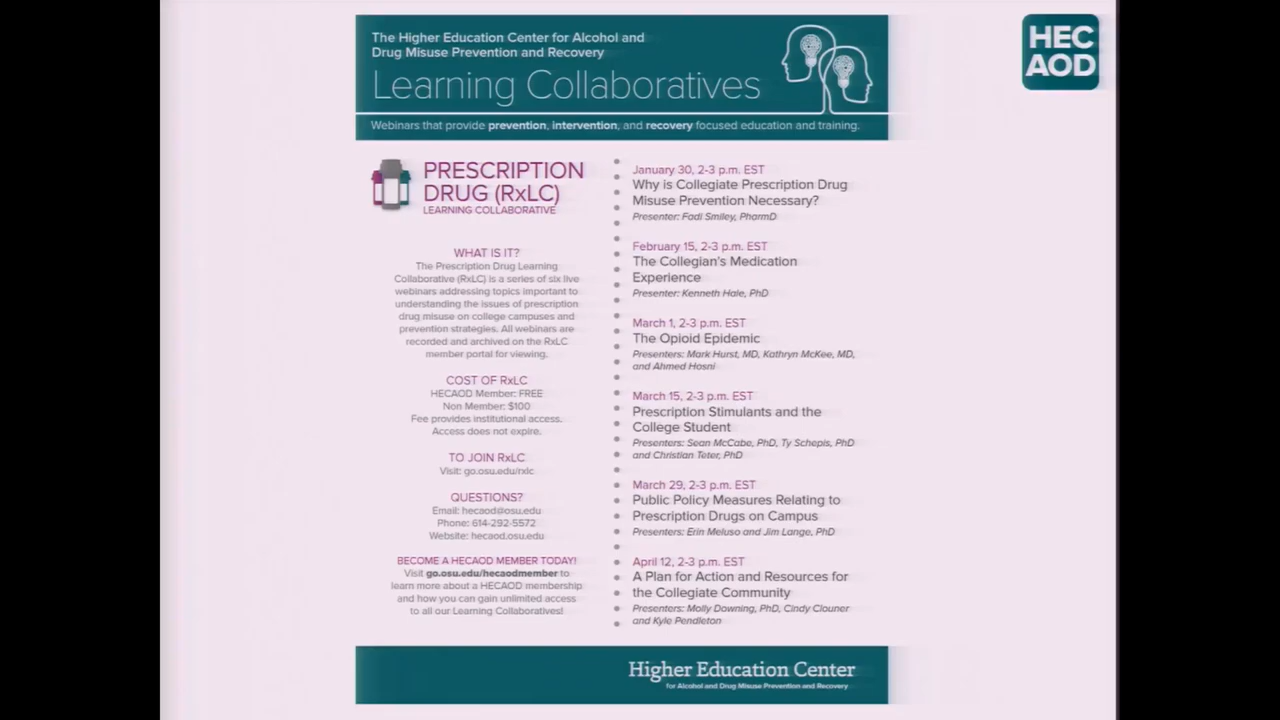 The Higher Education Center for Alcohol and
Drug Misuse Prevention and Recovery
Learning Collaboratives
Webinars that provide prevention, intervention, and recovery focused education and training.
HEC
AOD
PRESCRIPTION
DRUG (RxLC)
LEARNING COLLABORATIVE
WHAT IS IT?
The Prescription Drug Learning
Collaborative (RxLC) is a series of six live
webinars addressing topics important to
understanding the issues of prescription
drug misuse on college campuses and
prevention strategies. All webinars are
recorded and archived on the RxLC
member portal for viewing.
COST OF RxLC
HECAOD Member: FREE
Non Member: $100
Fee provides institutional access.
Access does not expire.
TO JOIN RxLC
Visit: go.osu.edu/rxlc
QUESTIONS?
Email: hecaod@osu.edu
Phone: 614-292-5572
Website: hecaod.osu.edu
BECOME A HECAOD MEMBER TODAY!
Visit go.osu.edu/hecaodmember to
learn more about a HECAOD membership
and how you can gain unlimited access
to all our Learning Collaboratives!
January 30, 2-3 p.m. EST
Why is Collegiate Prescription Drug
Misuse Prevention Necessary?
Presenter: Fadi Smiley, PharmD
February 15, 2-3 p.m. EST
The Collegian's Medication
Experience
Presenter: Kenneth Hale, PhD
March 1, 2-3 p.m. EST
The Opioid Epidemic
Presenters: Mark Hurst, MD, Kathryn McKee, MD,
and Ahmed Hosni
March 15, 2-3 p.m. EST
Prescription Stimulants and the
College Student
Presenters: Sean McCabe, PhD, Ty Schepis, PhD
and Christian Teter, PhD
March 29, 2-3 p.m. EST
Public Policy Measures Relating to
Prescription Drugs on Campus
Presenters: Erin Meluso and Jim Lange, PhD
April 12, 2-3 p.m. EST
A Plan for Action and Resources for
the Collegiate Community
Presenters: Molly Downing, PhD, Cindy Clouner
and Kyle Pendleton
Higher Education Center
for Alcohol and Drug Misuse Prevention and Recovery